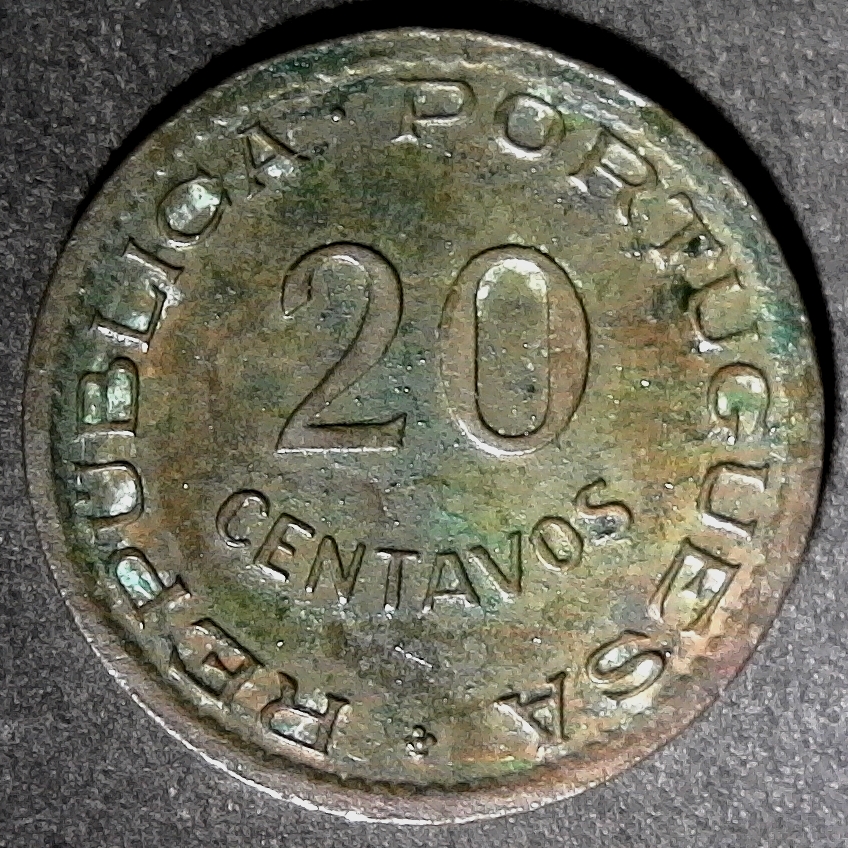 REPUBLICA · PORTUGUESA
20
CENTAVOS